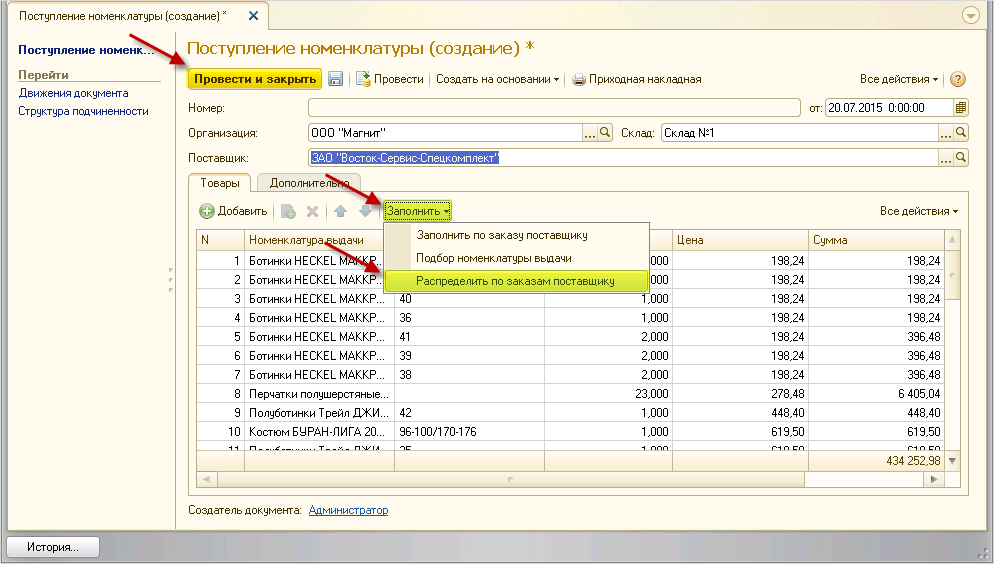 Поступление номенклатуры (создание) *
Поступление номенк...
Перейти
Движения документа
Структура подчиненности
Поступление номенклатуры (создание) *
Провести и закрыть Провести Создать на основании Приходная накладная Все действия
Номер: от: 20.07.2015 0:00:00
Организация: ООО "Магнит" ... Склад: Склад №1 ...
Поставщик: ЗАО "Восток-Сервис-Спецкомплект" ...
Товары Дополнительно
Добавить Заполнить Все действия
Заполнить по заказу поставщику
Подбор номенклатуры выдачи
Распределить по заказам поставщику
N Номенклатура выдачи Цена Сумма
1 Ботинки HECKEL МАКК ,000 198,24 198,24
2 Ботинки HECKEL МАККР... ,000 198,24 198,24
3 Ботинки HECKEL МАККР... 40 1,000 198,24 198,24
4 Ботинки HECKEL МАККР... 36 1,000 198,24 198,24
5 Ботинки HECKEL МАККР... 41 2,000 198,24 396,48
6 Ботинки HECKEL МАККР... 39 2,000 198,24 396,48
7 Ботинки HECKEL МАККР... 38 2,000 198,24 396,48
8 Перчатки полушерстяные... 23,000 278,48 6 405,04
9 Полуботинки Трейл ДЖИ... 42 1,000 448,40 448,40
10 Костюм БУРАН-ЛИГА 20... 96-100/170-176 1,000 619,50 619,50
434 252,98
Создатель документа: Администратор
История...